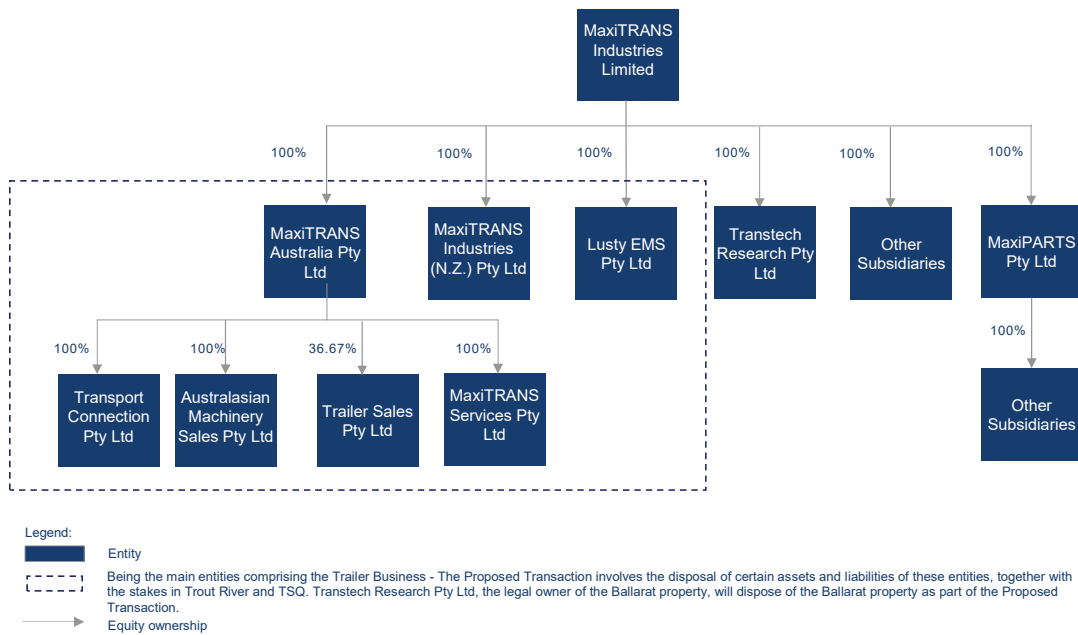 MaxiTRANS
Industries
Limited
100%
100%
100%
100%
100%
100%
MaxiTRANS
Australia Pty
Ltd
MaxiTRANS
Industries
(N.Z.) Pty Ltd
Lusty EMS
Pty Ltd
Transtech
Research Pty
Ltd
Other
Subsidiaries
MaxiPARTS
Pty Ltd
100%
100%
36.67%
100%
100%
Transport
Connection
Pty Ltd
Australasian
Machinery
Sales Pty Ltd
Trailer Sales
Pty Ltd
MaxiTRANS
Services Pty
Ltd
Other
Subsidiaries
Legend:
Entity
Being the main entities comprising the Trailer Business - The Proposed Transaction involves the disposal of certain assets and liabilities of these entities, together with
the stakes in Trout River and TSQ. Transtech Research Pty Ltd, the legal owner of the Ballarat property, will dispose of the Ballarat property as part of the Proposed
Transaction.
Equity ownership